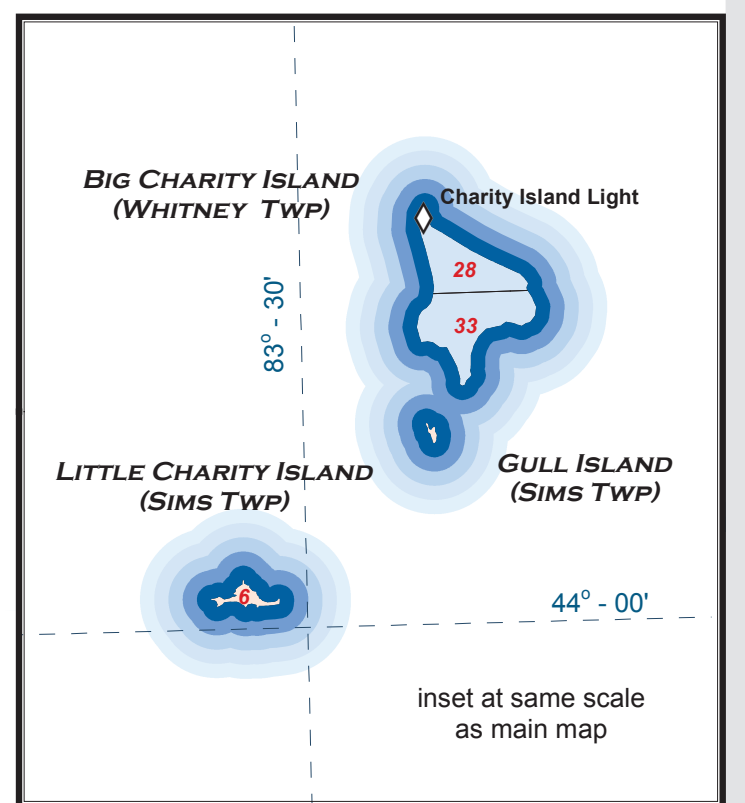 BIG CHARITY ISLAND
(WHITNEY TWP)
Charity Island Light
28
83° - 30'
33
LITTLE CHARITY ISLAND
(SIMS TWP)
GULL ISLAND
(SIMS TWP)
6
44° - 00'
inset at same scale
as main map